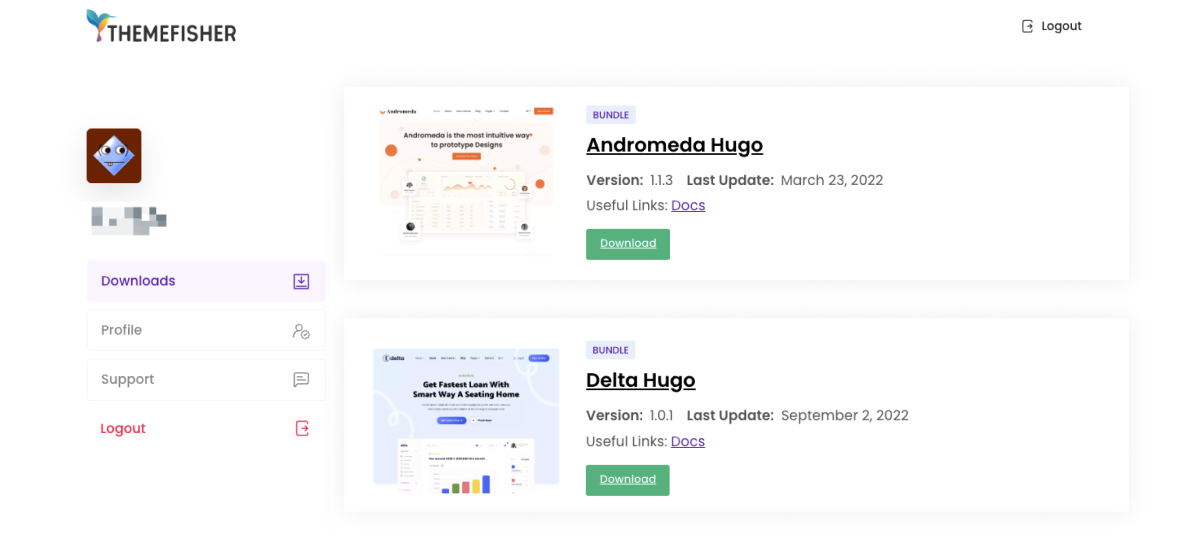 THEMEFISHER
Logout
Downloads
Profile
Support
Logout
Andromeda
Andromeda is the most intuitive way
to prototype Designs
BUNDLE
Andromeda Hugo
Version: 1.1.3 Last Update: March 23, 2022
Useful Links: Docs
Download
delta
Get Fastest Loan With
Smart Way A Seating Home
BUNDLE
Delta Hugo
Version: 1.0.1 Last Update: September 2, 2022
Useful Links: Docs
Download